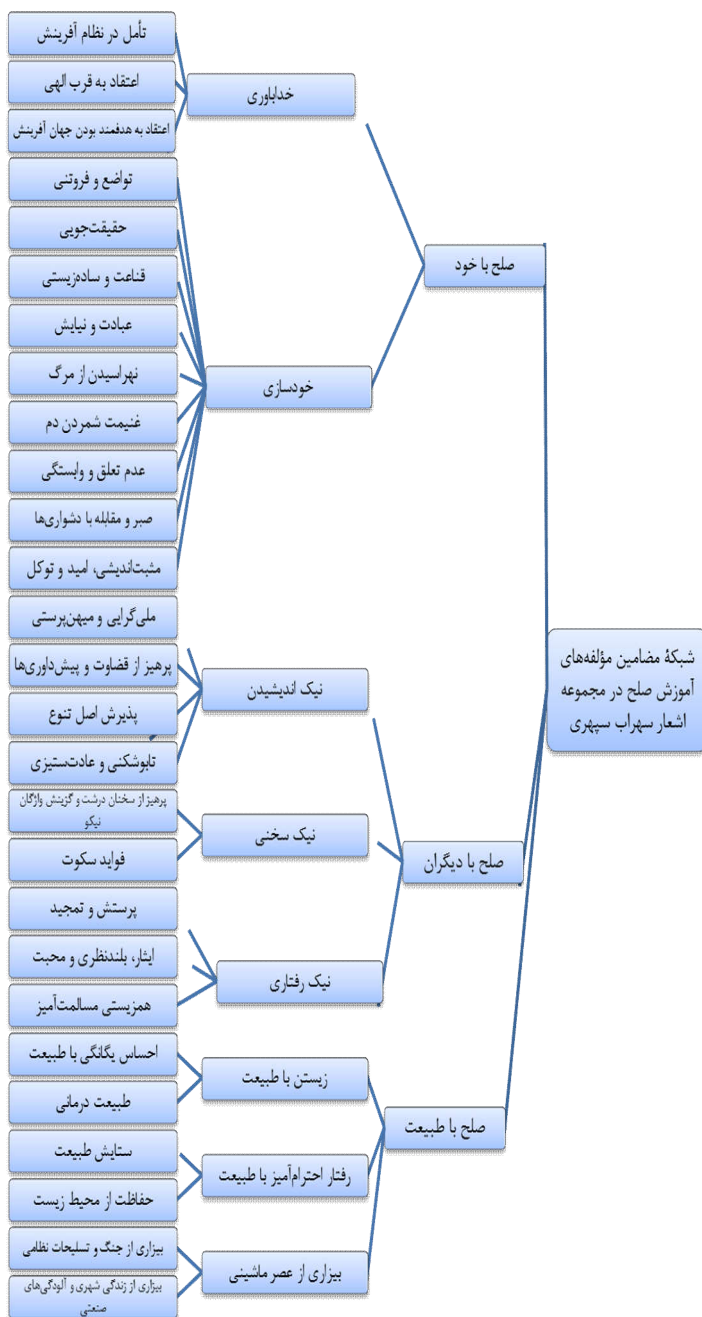 شبکهٔ مضامین مؤلفه‌های
آموزش صلح در مجموعه
اشعار سهراب سپهری
صلح با خود
خداباوری
تأمل در نظام آفرینش
اعتقاد به قرب الهی
اعتقاد به هدفمند بودن جهان آفرینش
خودسازی
تواضع و فروتنی
حقیقت‌جویی
قناعت و ساده‌زیستی
عبادت و نیایش
نهراسیدن از مرگ
غنیمت شمردن دم
عدم تعلق و وابستگی
صبر و مقابله با دشواری‌ها
مثبت‌اندیشی، امید و توکل
صلح با دیگران
نیک اندیشیدن
ملی‌گرایی و میهن‌پرستی
پرهیز از قضاوت و پیش‌داوری‌ها
پذیرش اصل تنوع
تابوشکنی و عادت‌ستیزی
نیک سخنی
پرهیز از سخنان درشت و گزینش واژگان
نیکو
فواید سکوت
نیک رفتاری
پرستش و تمجید
ایثار، بلندنظری و محبت
همزیستی مسالمت‌آمیز
صلح با طبیعت
زیستن با طبیعت
احساس یگانگی با طبیعت
طبیعت درمانی
رفتار احترام‌آمیز با طبیعت
ستایش طبیعت
حفاظت از محیط زیست
بیزاری از عصر ماشینی
بیزاری از جنگ و تسلیحات نظامی
بیزاری از زندگی شهری و آلودگی‌های
صنعتی